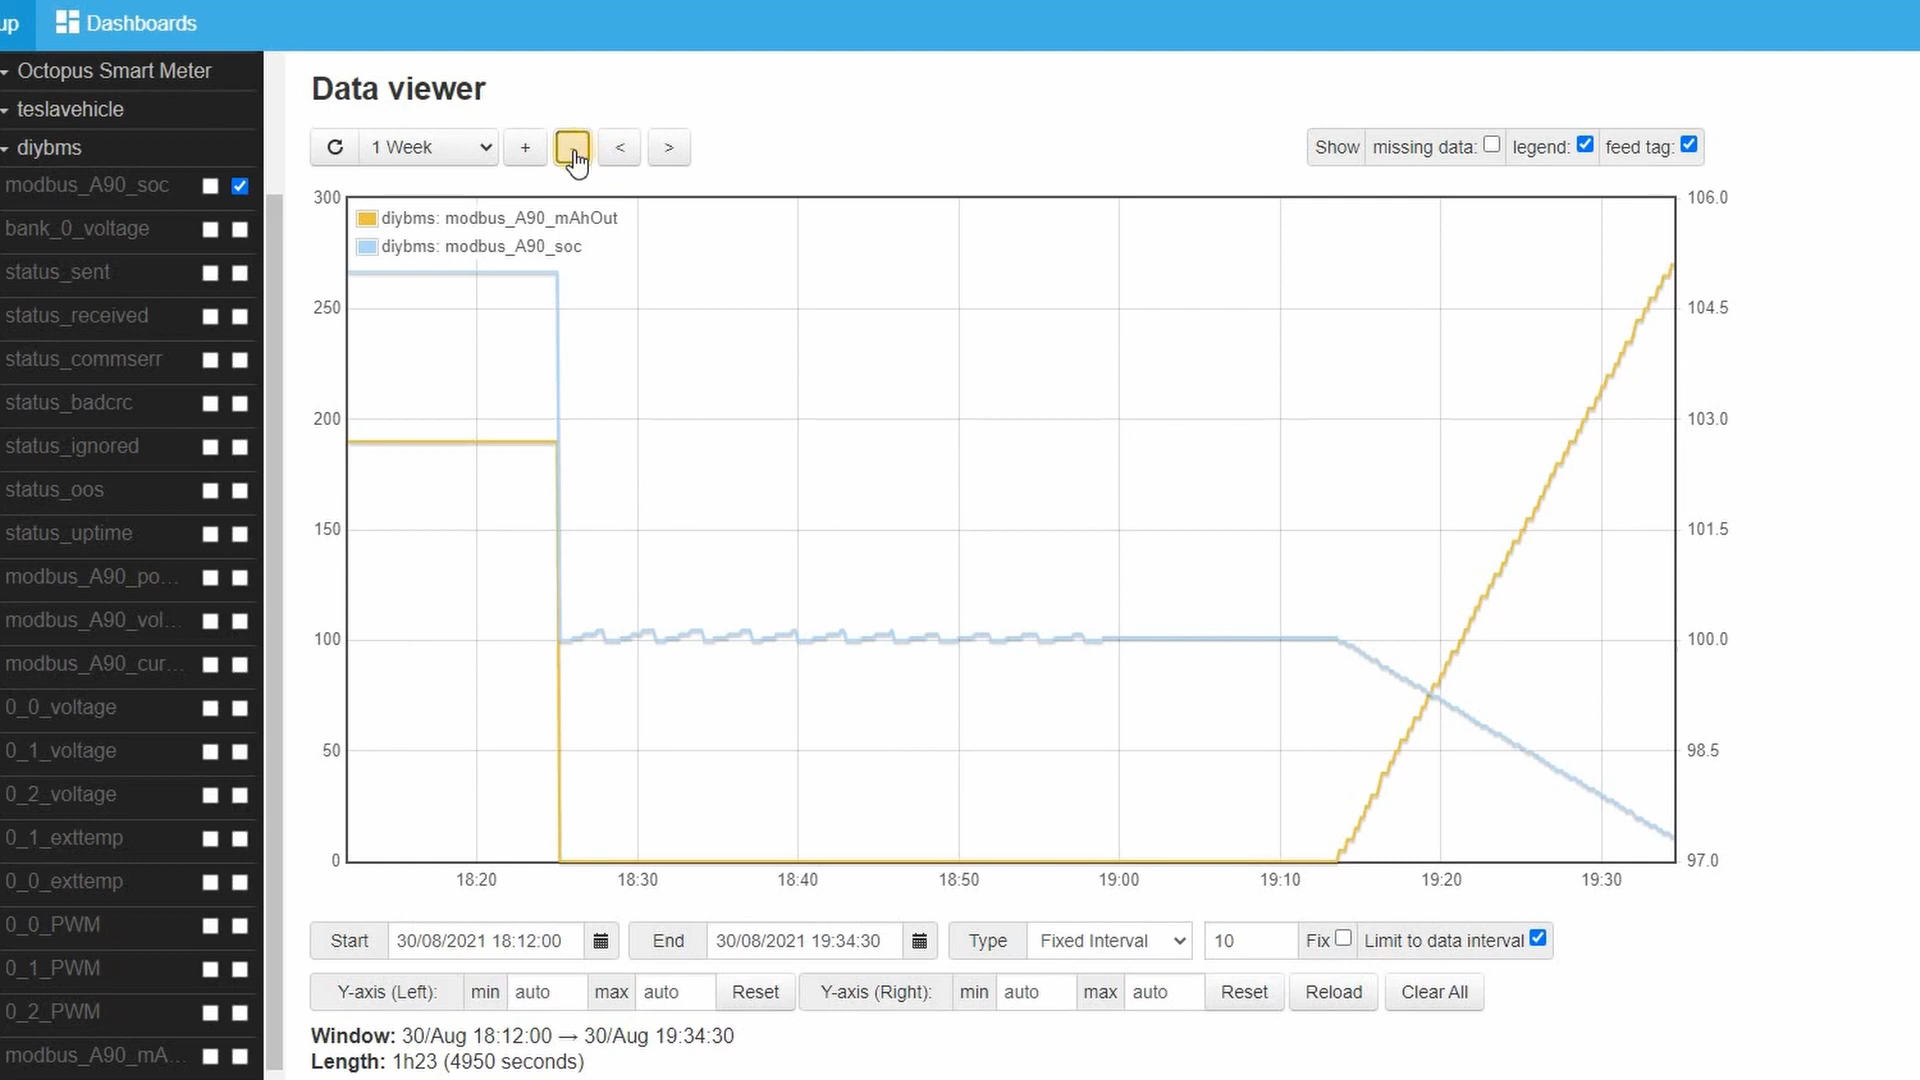 up
Dashboards
Octopus Smart Meter
teslavehicle
diybms
modbus_A90_soc
bank_0_voltage
status_sent
status_received
status_commserr
status_badcrc
status_ignored
status_oos
status_uptime
modbus_A90_po...
modbus_A90_vol...
modbus_A90_cur...
0_0_voltage
0_1_voltage
0_2_voltage
0_1_exttemp
0_0_exttemp
0_0_PWM
0_1_PWM
0_2_PWM
modbus_A90_mA...
Data viewer
1 Week + < >
Show missing data: legend: feed tag:
diybms: modbus_A90_mAhOut
diybms: modbus_A90_soc
300
250
200
150
100
50
0
106.0
104.5
103.0
101.5
100.0
98.5
97.0
18:20 18:30 18:40 18:50 19:00 19:10 19:20 19:30
Start 30/08/2021 18:12:00 End 30/08/2021 19:34:30 Type Fixed Interval 10 Fix Limit to data interval
Y-axis (Left): min auto max auto Reset Y-axis (Right): min auto max auto Reset Reload Clear All
Window: 30/Aug 18:12:00 → 30/Aug 19:34:30
Length: 1h23 (4950 seconds)